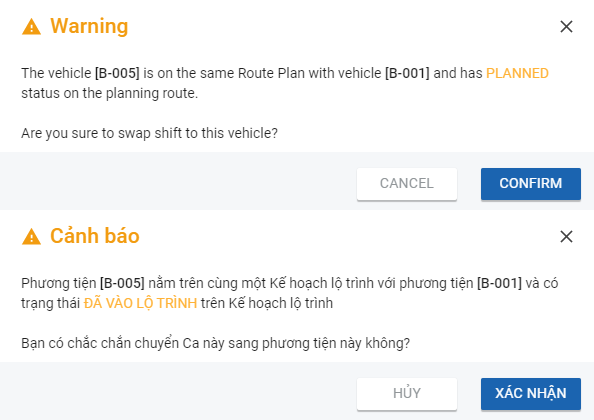 Warning
The vehicle [B-005] is on the same Route Plan with vehicle [B-001] and has PLANNED
status on the planning route.
Are you sure to swap shift to this vehicle?
CANCEL
CONFIRM
Cảnh báo
Phương tiện [B-005] nằm trên cùng một Kế hoạch lộ trình với phương tiện [B-001] và có
trạng thái ĐÃ VÀO LỘ TRÌNH trên Kế hoạch lộ trình
Bạn có chắc chắn chuyển Ca này sang phương tiện này không?
HỦY
XÁC NHẬN